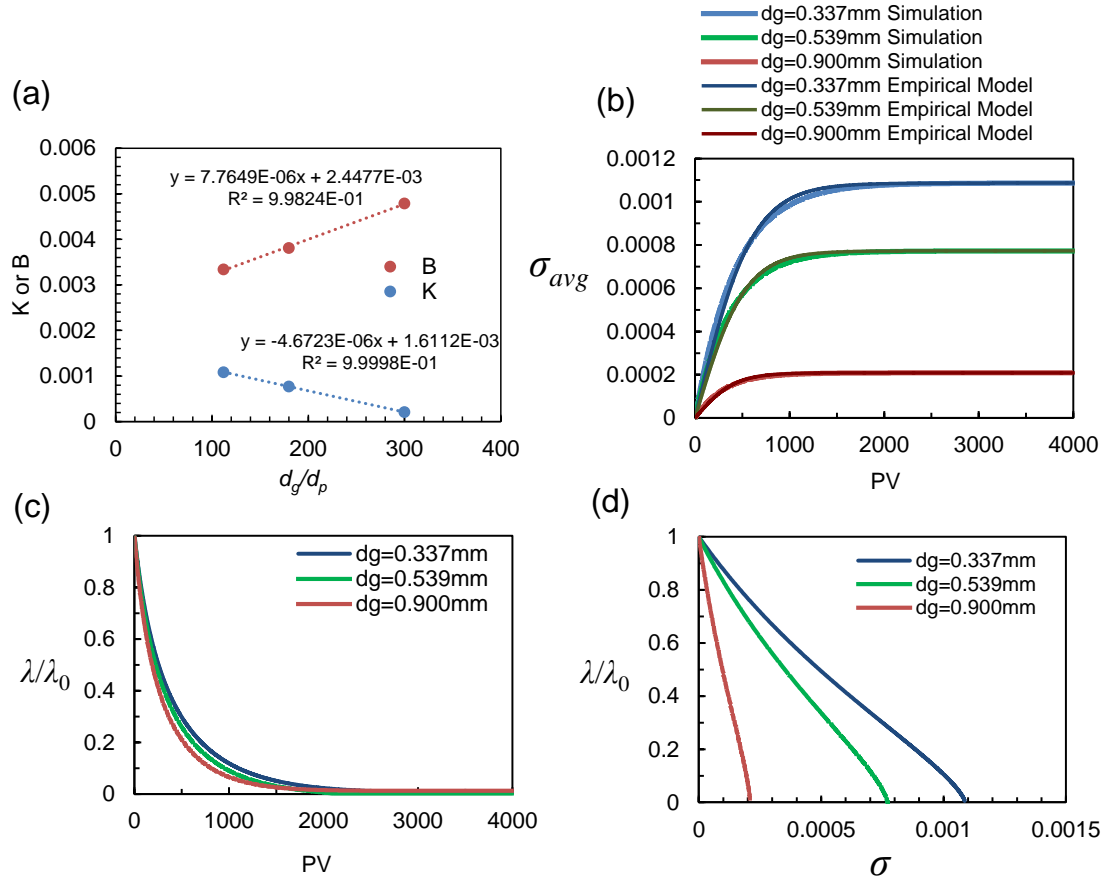 (a)
0.006
0.005
0.004
0.003
0.002
0.001
0
K or B
y = 7.7649E-06x + 2.4477E-03
R² = 9.9824E-01
B
K
y = -4.6723E-06x + 1.6112E-03
R² = 9.9998E-01
0 100 200 300 400
d_g/d_p
dg=0.337mm Simulation
dg=0.539mm Simulation
dg=0.900mm Simulation
dg=0.337mm Empirical Model
dg=0.539mm Empirical Model
dg=0.900mm Empirical Model
(b)
0.0012
0.001
0.0008
0.0006
0.0004
0.0002
0
σavg
0 1000 2000 3000 4000
PV
(c)
1
0.8
0.6
0.4
0.2
0
λ/λ0
dg=0.337mm
dg=0.539mm
dg=0.900mm
0 1000 2000 3000 4000
PV
(d)
1
0.8
0.6
0.4
0.2
0
λ/λ0
dg=0.337mm
dg=0.539mm
dg=0.900mm
0 0.0005 0.001 0.0015
σ